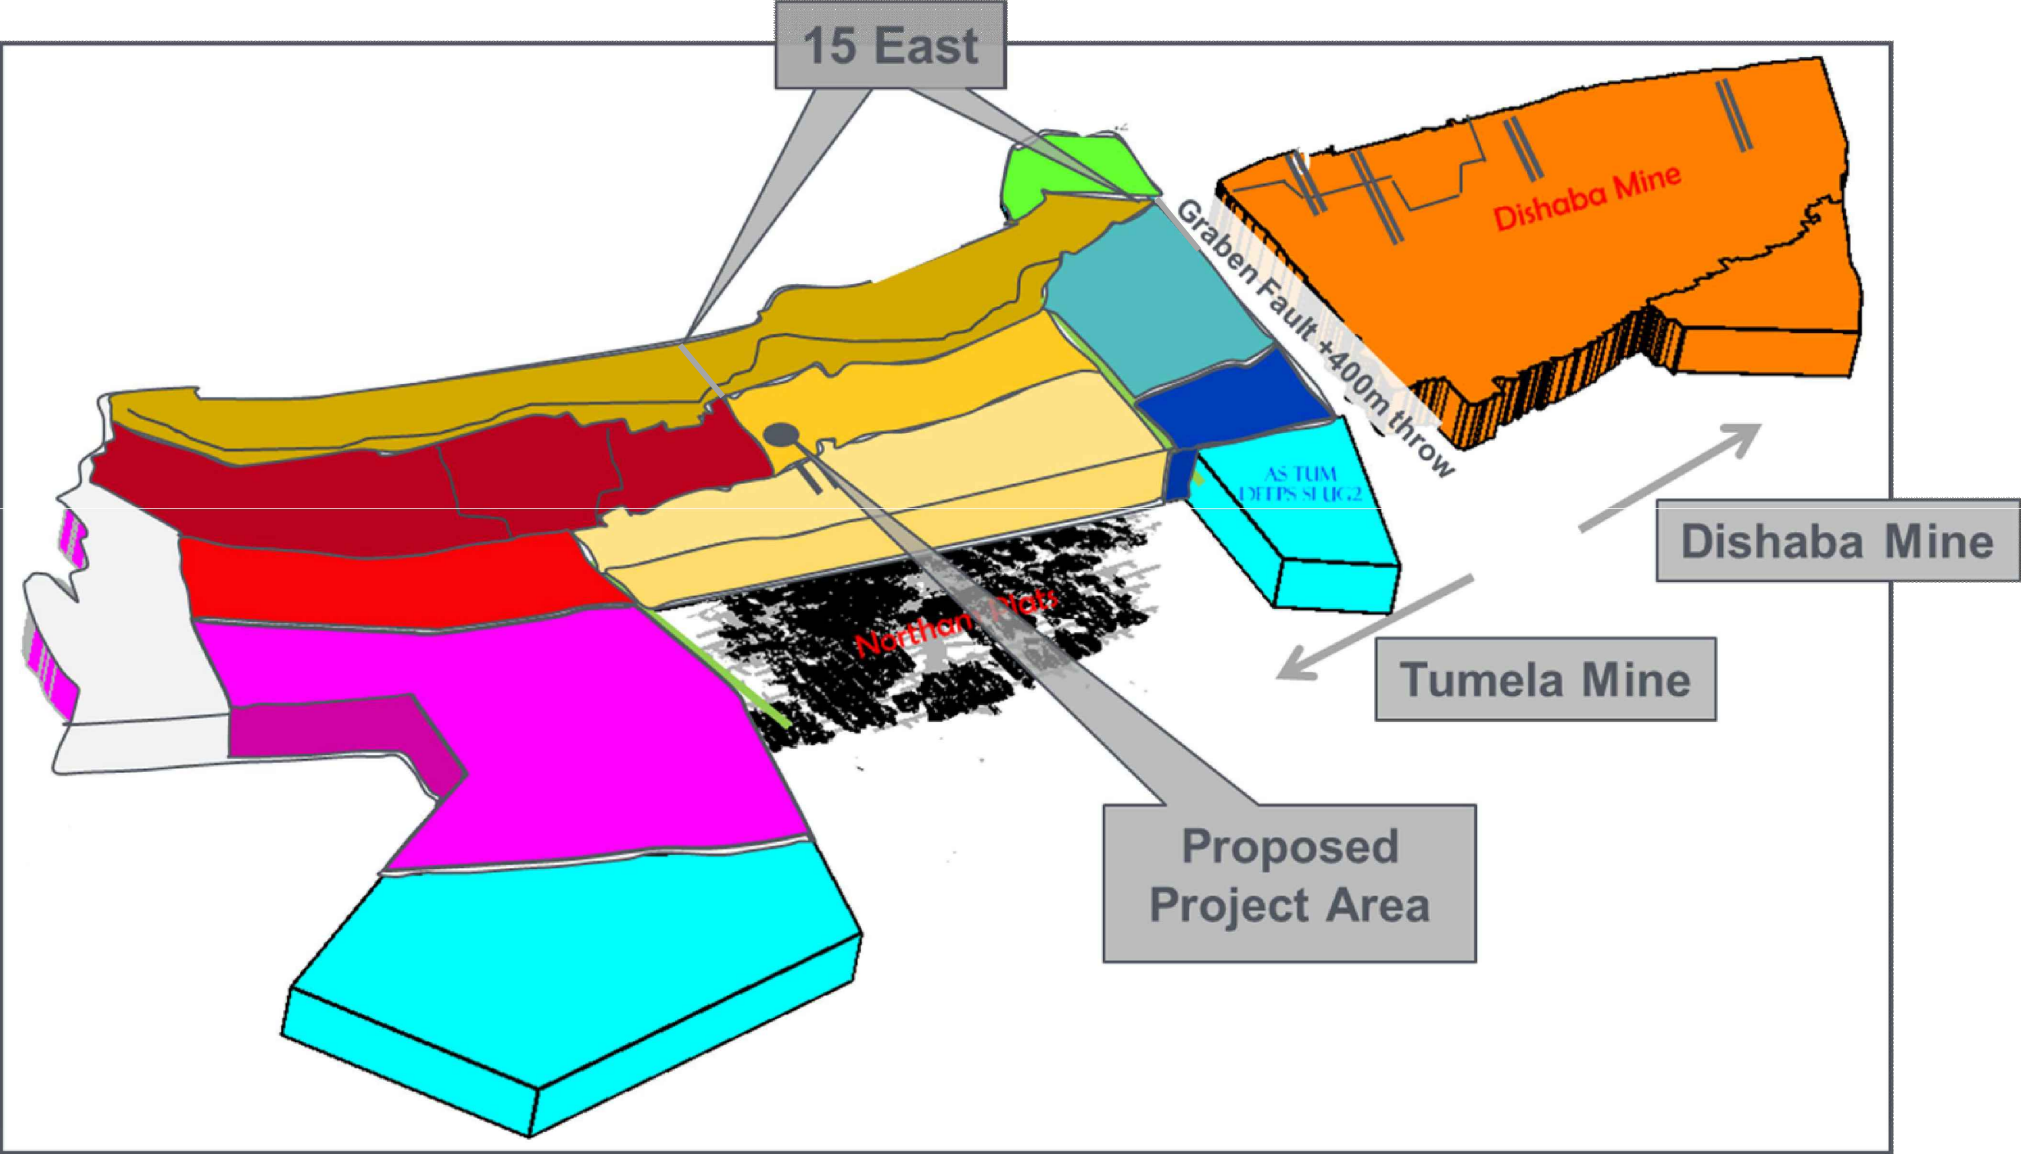 15 East
Dishaba Mine
Graben Fault +400m throw
AS TUM
DEEPS SLUG2
Dishaba Mine
Northam Plats
Tumela Mine
Proposed
Project Area